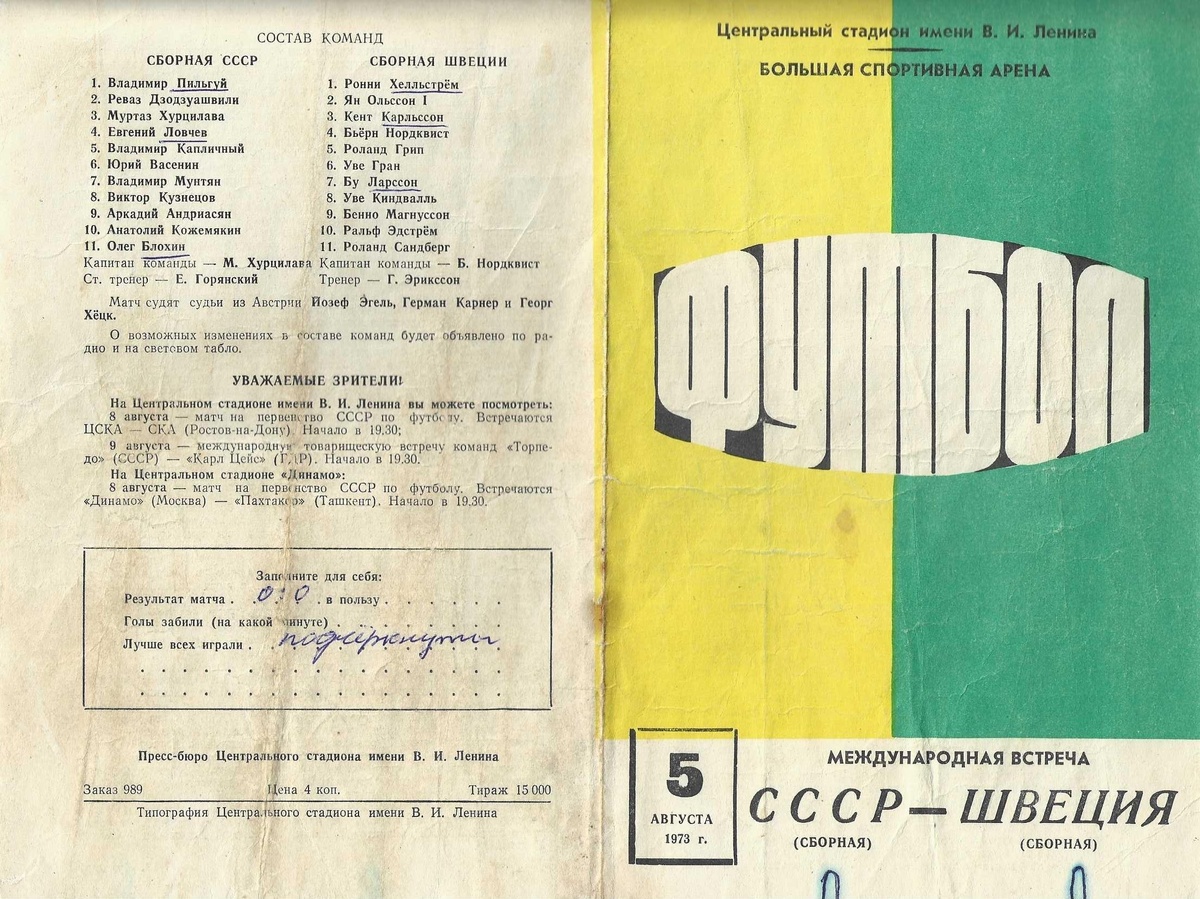 СОСТАВ КОМАНД
СБОРНАЯ СССР
1. Владимир Пильгуй
2. Реваз Дзодзуашвили
3. Муртаз Хурцилава
4. Евгений Ловчев
5. Владимир Капличный
6. Юрий Васенин
7. Владимир Мунтян
8. Виктор Кузнецов
9. Аркадий Андриасян
10. Анатолий Кожемякин
11. Олег Блохин
Капитан команды — М. Хурцилава
Ст. тренер — Е. Горянский
СБОРНАЯ ШВЕЦИИ
1. Ронни Хелльстрём
2. Ян Ольссон I
3. Кент Карльссон
4. Бьёрн Нордквист
5. Роланд Грип
6. Уве Гран
7. Бу Ларссон
8. Уве Киндвалль
9. Бенно Магнуссон
10. Ральф Эдстрём
11. Роланд Сандберг
Капитан команды — Б. Нордквист
Тренер — Г. Эрикссон
Матч судят судьи из Австрии Йозеф Эгель, Герман Карнер и Георг
Хёцк.
О возможных изменениях в составе команд будет объявлено по ра-
дио и на световом табло.
УВАЖАЕМЫЕ ЗРИТЕЛИ!
На Центральном стадионе имени В. И. Ленина вы можете посмотреть:
8 августа — матч на первенство СССР по футболу. Встречаются
ЦСКА — СКА (Ростов-на-Дону). Начало в 19.30;
9 августа — международную товарищескую встречу команд «Торпе-
до» (СССР) — «Карл Цейс» (ГДР). Начало в 19.30.
На Центральном стадионе «Динамо»:
8 августа — матч на первенство СССР по футболу. Встречаются
«Динамо» (Москва) — «Пахтакор» (Ташкент). Начало в 19.30.
Заполните для себя:
Результат матча . 0:0 . в пользу . . . . . .
Голы забили (на какой минуте) . . . . . . . .
Лучше всех играли . подчёркнуты
Пресс-бюро Центрального стадиона имени В. И. Ленина
Заказ 989 Цена 4 коп. Тираж 15 000
Типография Центрального стадиона имени В. И. Ленина
Центральный стадион имени В. И. Ленина
БОЛЬШАЯ СПОРТИВНАЯ АРЕНА
ФУТБОЛ
5
АВГУСТА
1973 г.
МЕЖДУНАРОДНАЯ ВСТРЕЧА
СССР — ШВЕЦИЯ
(СБОРНАЯ) (СБОРНАЯ)